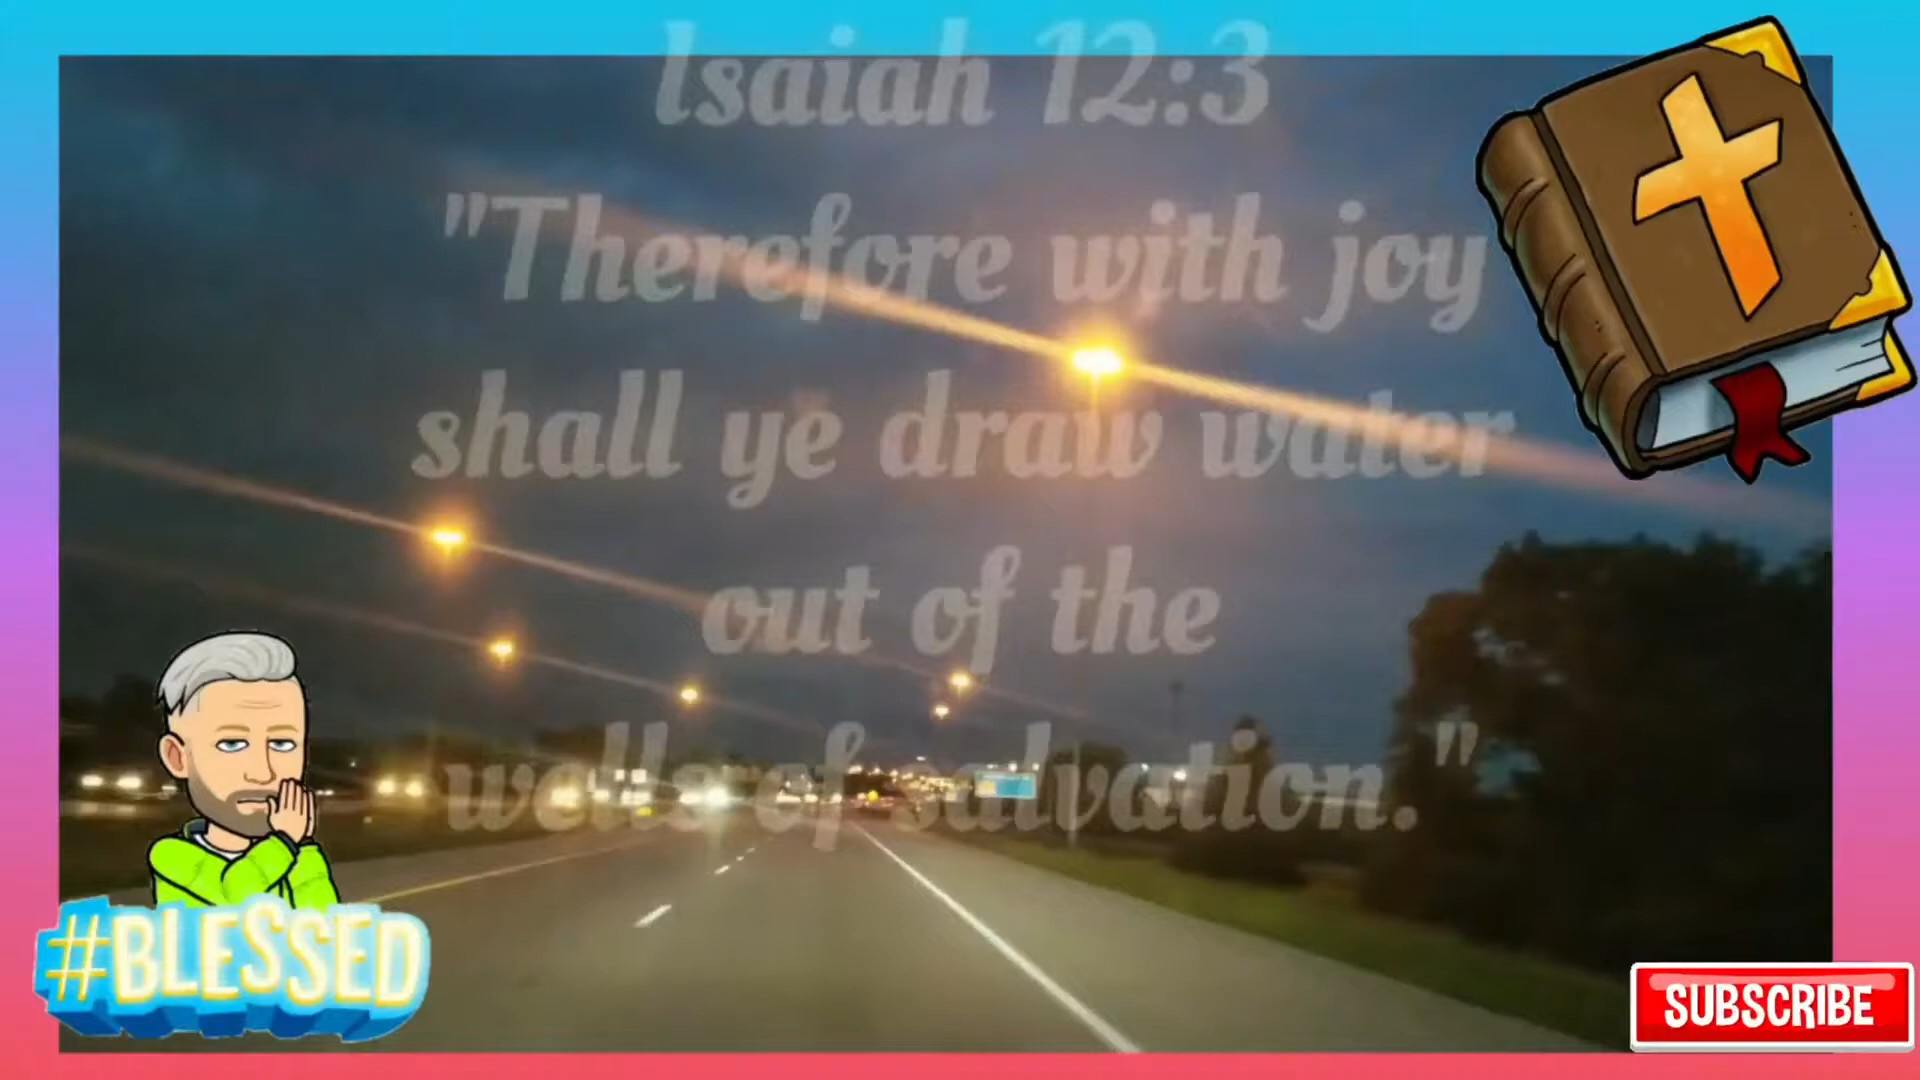 Isaiah 12:3
"Therefore with joy
shall ye draw water
out of the
wells of salvation."
#BLESSED
SUBSCRIBE